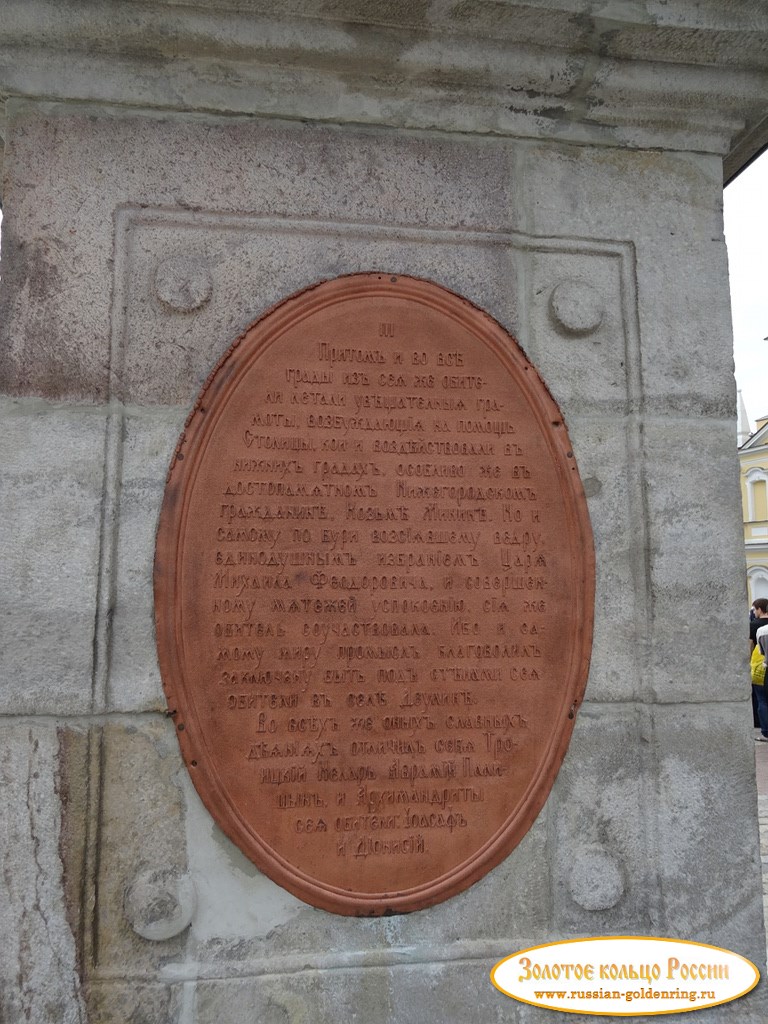 III
Притомъ и во всѣ
грады изъ сея же обите-
ли летали увѣщательныя гра-
моты, возбуждающія на помощь
Столицы, кои и воздѣйствовали въ
нижнихъ градахъ, особливо же въ
достопамятномъ Нижегородскомъ
гражданинѣ, Козьмѣ Мининѣ. Но и
самому по бури возсіявшему ведру,
единодушнымъ избраніемъ Царя
Михаила Феодоровича, и совершен-
ному мятежей успокоенію, сія же
обитель соучаствовала. Ибо и са-
мому миру промыслъ благоволилъ
заключену быть подъ стѣнами сея
обители въ селѣ Деулинѣ.
Во всѣхъ же оныхъ славныхъ
дѣяніяхъ отличилъ себя Тро-
ицкій Келарь Аврамій Пали-
цынъ, и Архимандриты
сея обители: Іоасафъ
и Діонисій.
Золотое кольцо России
www.russian-goldenring.ru